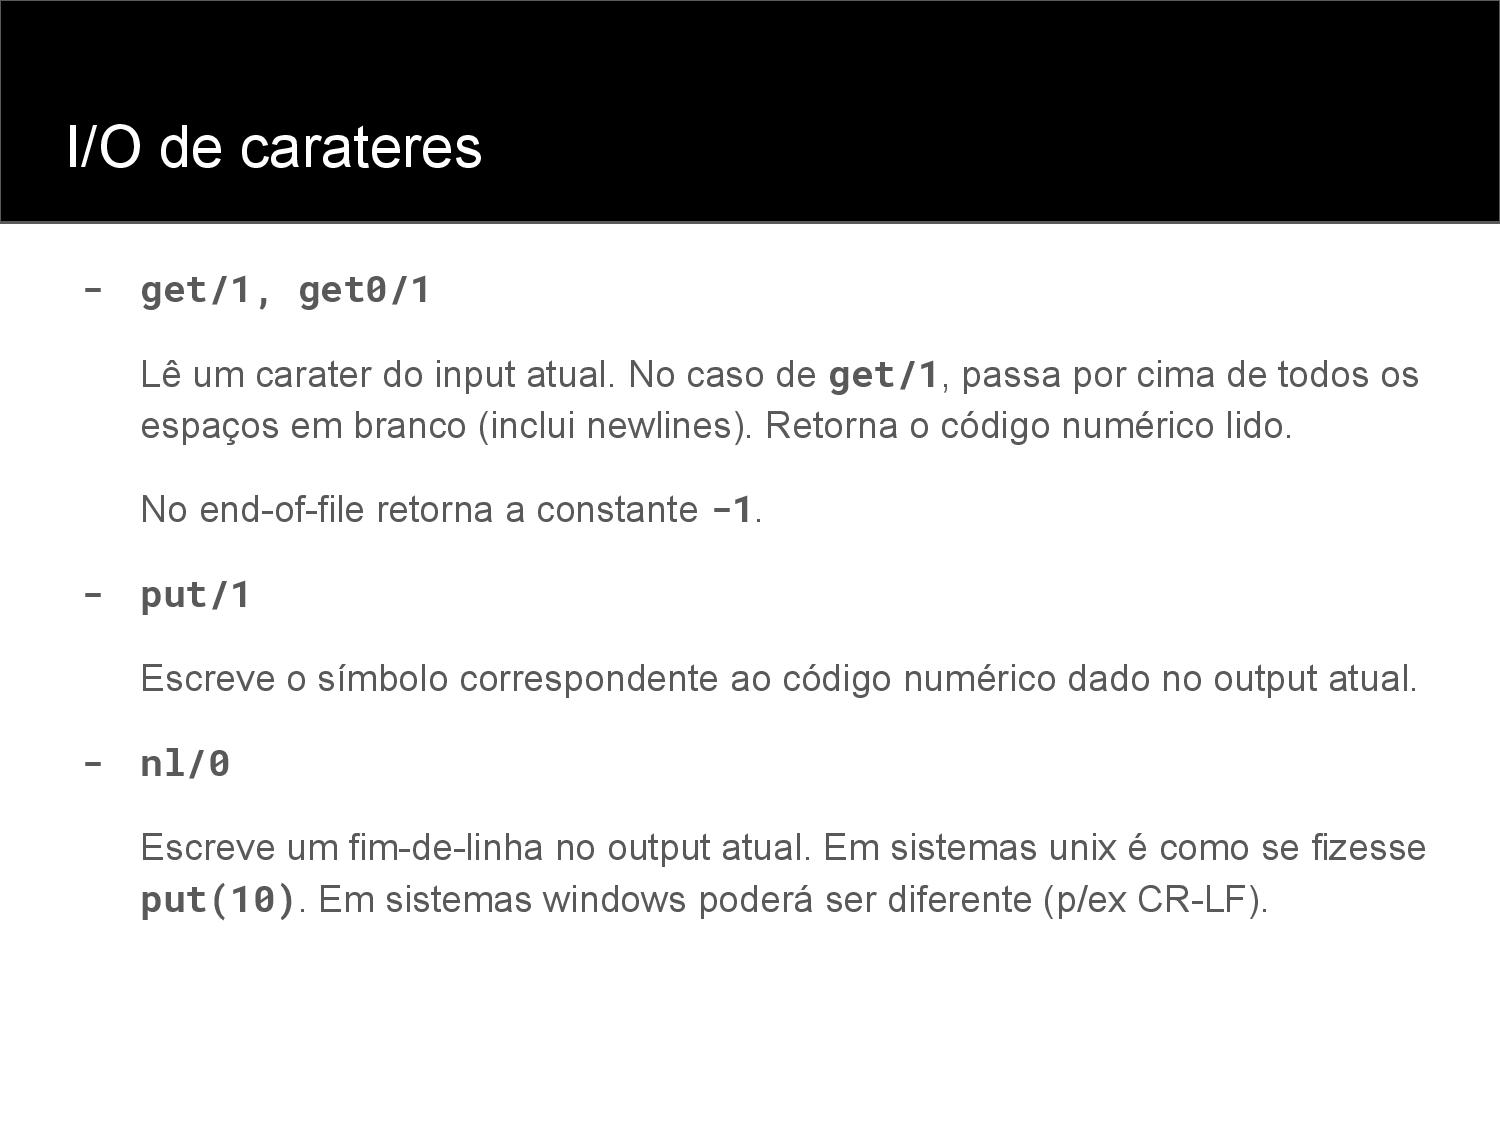 I/O de carateres
- get/1, get0/1
Lê um carater do input atual. No caso de get/1, passa por cima de todos os
espaços em branco (inclui newlines). Retorna o código numérico lido.
No end-of-file retorna a constante -1.
- put/1
Escreve o símbolo correspondente ao código numérico dado no output atual.
- nl/0
Escreve um fim-de-linha no output atual. Em sistemas unix é como se fizesse
put(10). Em sistemas windows poderá ser diferente (p/ex CR-LF).